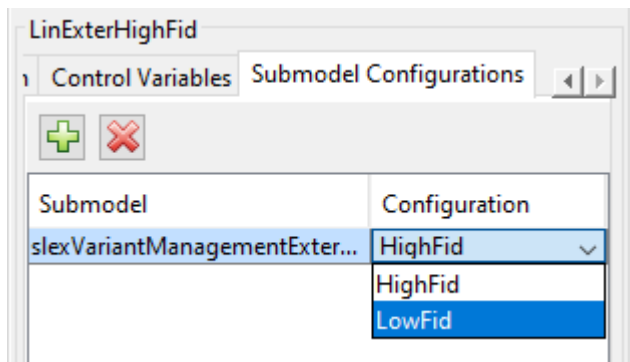 LinExterHighFid
Control Variables Submodel Configurations
Submodel Configuration
slexVariantManagementExter... HighFid
HighFid
LowFid